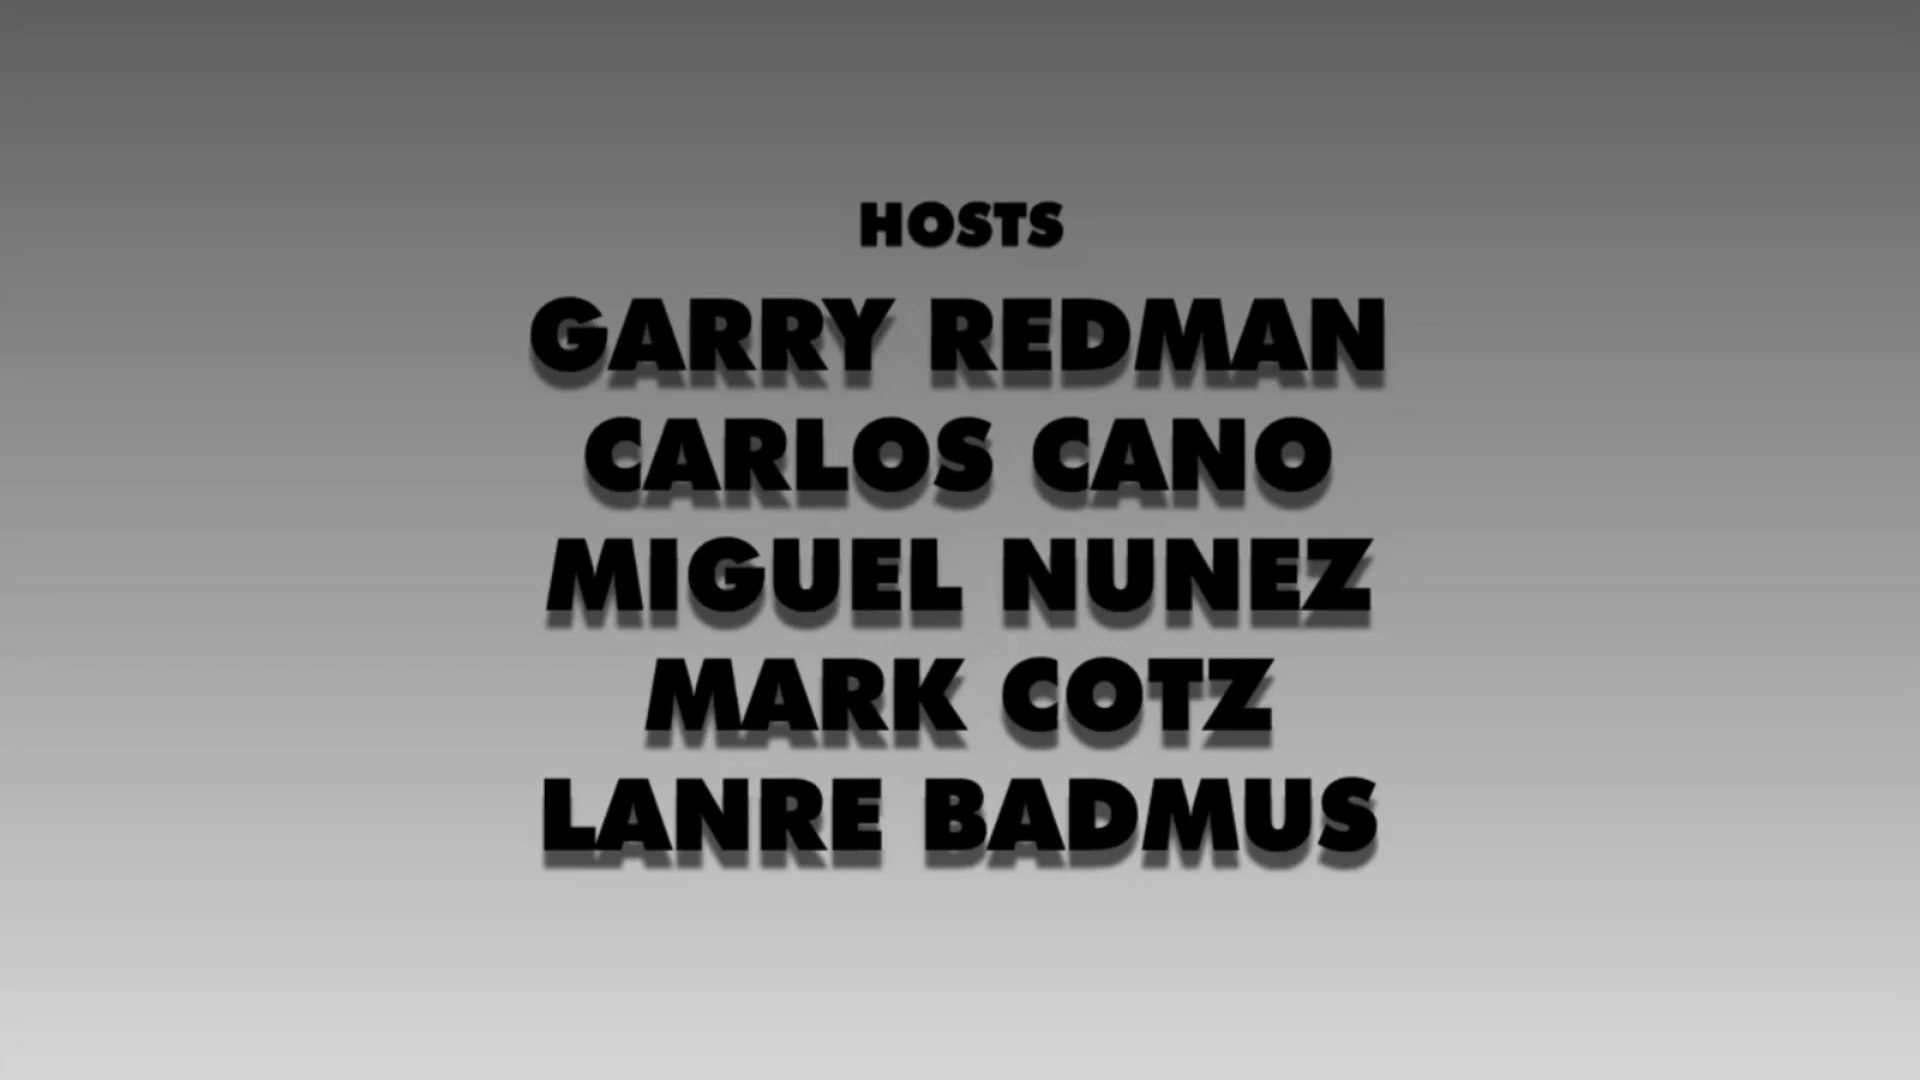 HOSTS
GARRY REDMAN
CARLOS CANO
MIGUEL NUNEZ
MARK COTZ
LANRE BADMUS